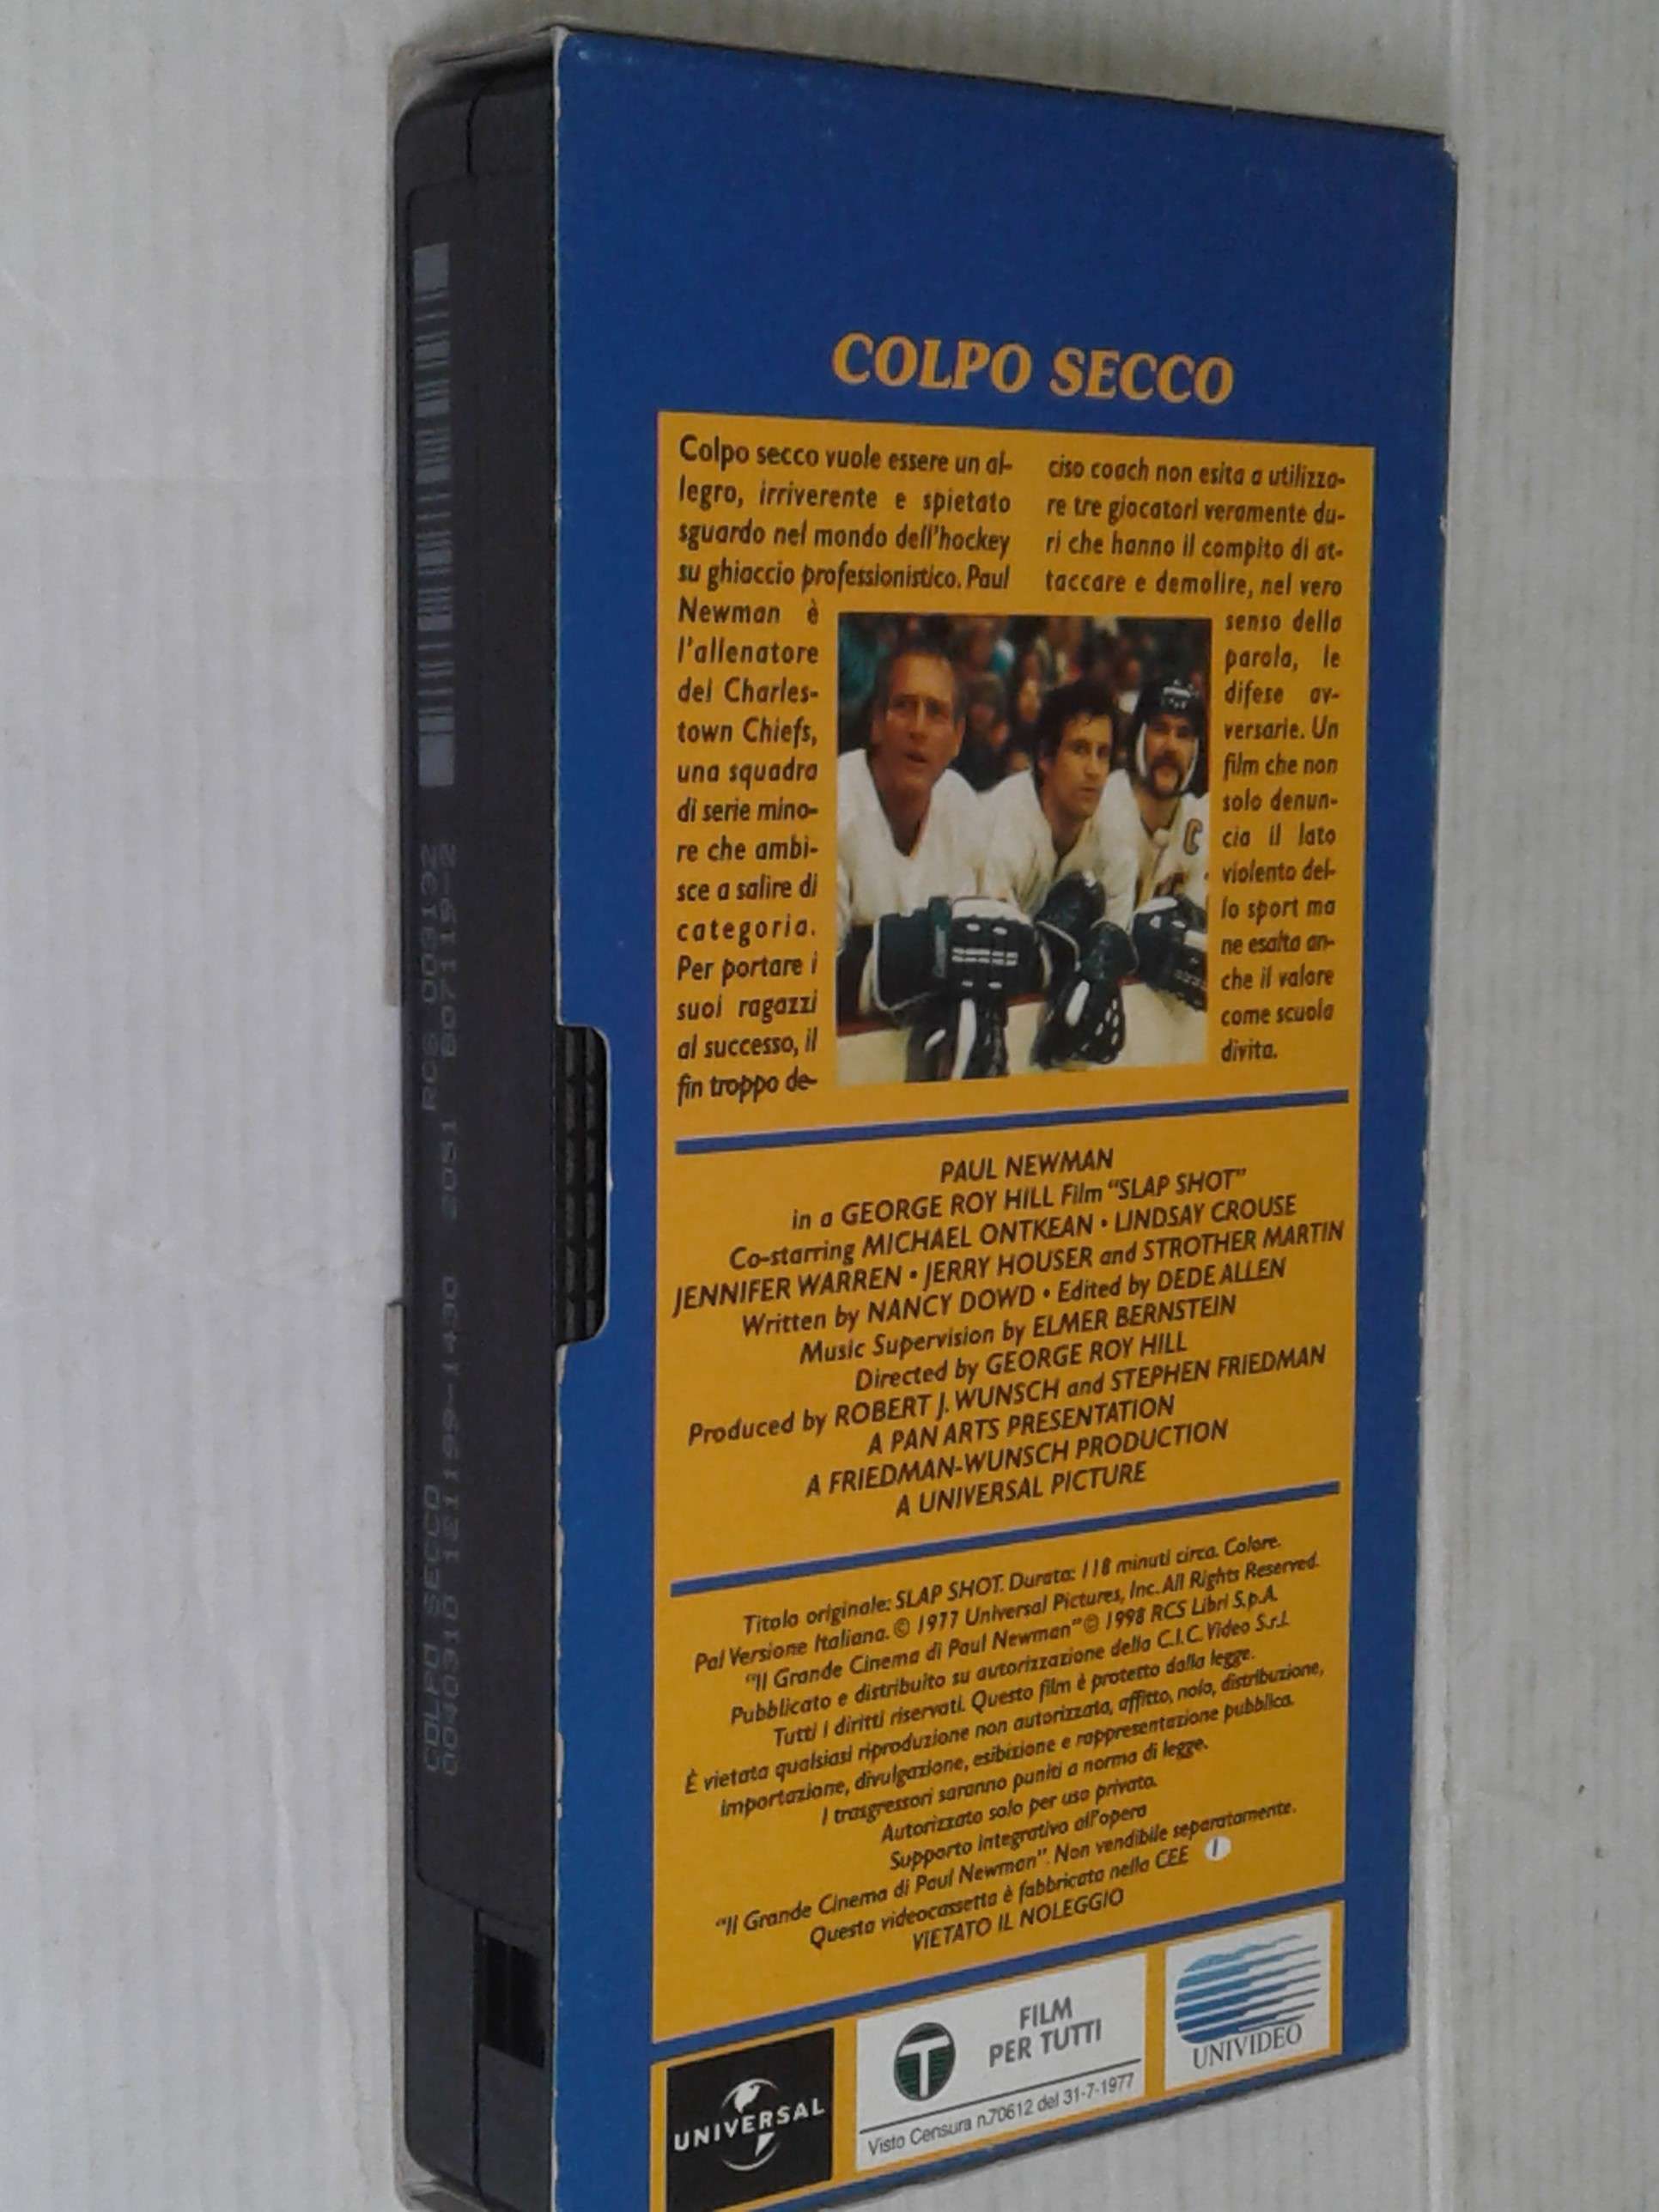 COLPO SECCO
Colpo secco vuole essere un al-
legro, irriverente e spietato
sguardo nel mondo dell'hockey
su ghiaccio professionistico. Paul
Newman è
l'allenatore
dei Charles-
town Chiefs,
una squadra
di serie mino-
re che ambi-
sce a salire di
categoria.
Per portare i
suoi ragazzi
al successo, il
fin troppo de-
ciso coach non esita a utilizza-
re tre giocatori veramente du-
ri che hanno il compito di at-
taccare e demolire, nel vero
senso della
parola, le
difese av-
versarie. Un
film che non
solo denun-
cia il lato
violento del-
lo sport ma
ne esalta an-
che il valore
come scuola
divita.
C
PAUL NEWMAN
in a GEORGE ROY HILL Film "SLAP SHOT"
Co-starring MICHAEL ONTKEAN • LINDSAY CROUSE
JENNIFER WARREN • JERRY HOUSER and STROTHER MARTIN
Written by NANCY DOWD • Edited by DEDE ALLEN
Music Supervision by ELMER BERNSTEIN
Directed by GEORGE ROY HILL
Produced by ROBERT J. WUNSCH and STEPHEN FRIEDMAN
A PAN ARTS PRESENTATION
A FRIEDMAN-WUNSCH PRODUCTION
A UNIVERSAL PICTURE
Titolo originale: SLAP SHOT. Durata: 118 minuti circa. Colore.
Pal Versione Italiana. © 1977 Universal Pictures, Inc. All Rights Reserved.
"Il Grande Cinema di Paul Newman" © 1998 RCS Libri S.p.A.
Pubblicato e distribuito su autorizzazione della C.I.C. Video S.r.l.
Tutti i diritti riservati. Questo film è protetto dalla legge.
È vietata qualsiasi riproduzione non autorizzata, affitto, nolo, distribuzione,
importazione, divulgazione, esibizione e rappresentazione pubblica.
I trasgressori saranno puniti a norma di legge.
Autorizzato solo per uso privato.
Supporto integrativo all'opera
"Il Grande Cinema di Paul Newman". Non vendibile separatamente.
Questa videocassetta è fabbricata nella CEE I
VIETATO IL NOLEGGIO
UNIVERSAL
T
FILM
PER TUTTI
Visto Censura n.70612 del 31-7-1977
UNIVIDEO
COLPO SECCO RCS 003132